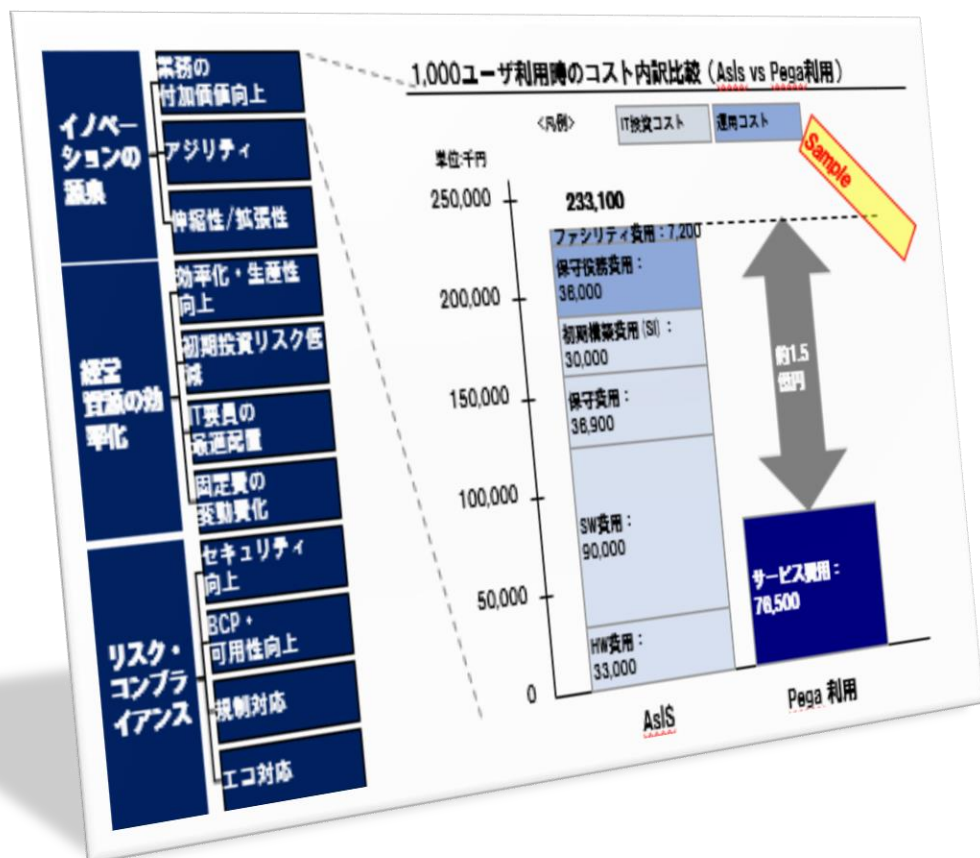 イノベー
ションの
源泉
業務の
付加価値向上
アジリティ
伸縮性/拡張性
経営
資源の効
率化
効率化・生産性
向上
初期投資リスク低
減
IT要員の
最適配置
固定費の
変動費化
リスク・
コンプラ
イアンス
セキュリティ
向上
BCP・
可用性向上
規制対応
エコ対応
1,000ユーザ利用時のコスト内訳比較（AsIs vs Pega利用）
<凡例>
IT投資コスト
運用コスト
Sample
単位:千円
250,000
200,000
150,000
100,000
50,000
0
233,100
ファシリティ費用：7,200
保守役務費用：
36,000
初期構築費用(SI)：
30,000
保守費用：
36,900
SW費用：
90,000
HW費用：
33,000
約1.5
億円
サービス費用：
76,500
AsIS
Pega 利用